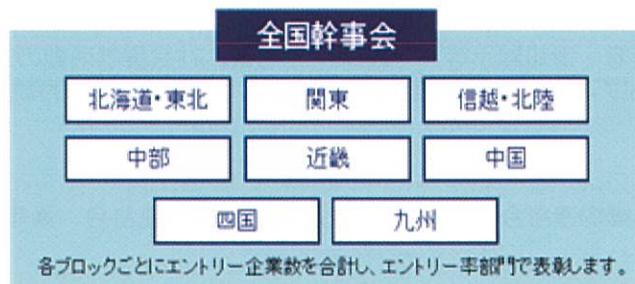 全国幹事会
北海道・東北 関東 信越・北陸
中部 近畿 中国
四国 九州
各ブロックごとにエントリー企業数を合計し、エントリー率部門で表彰します。